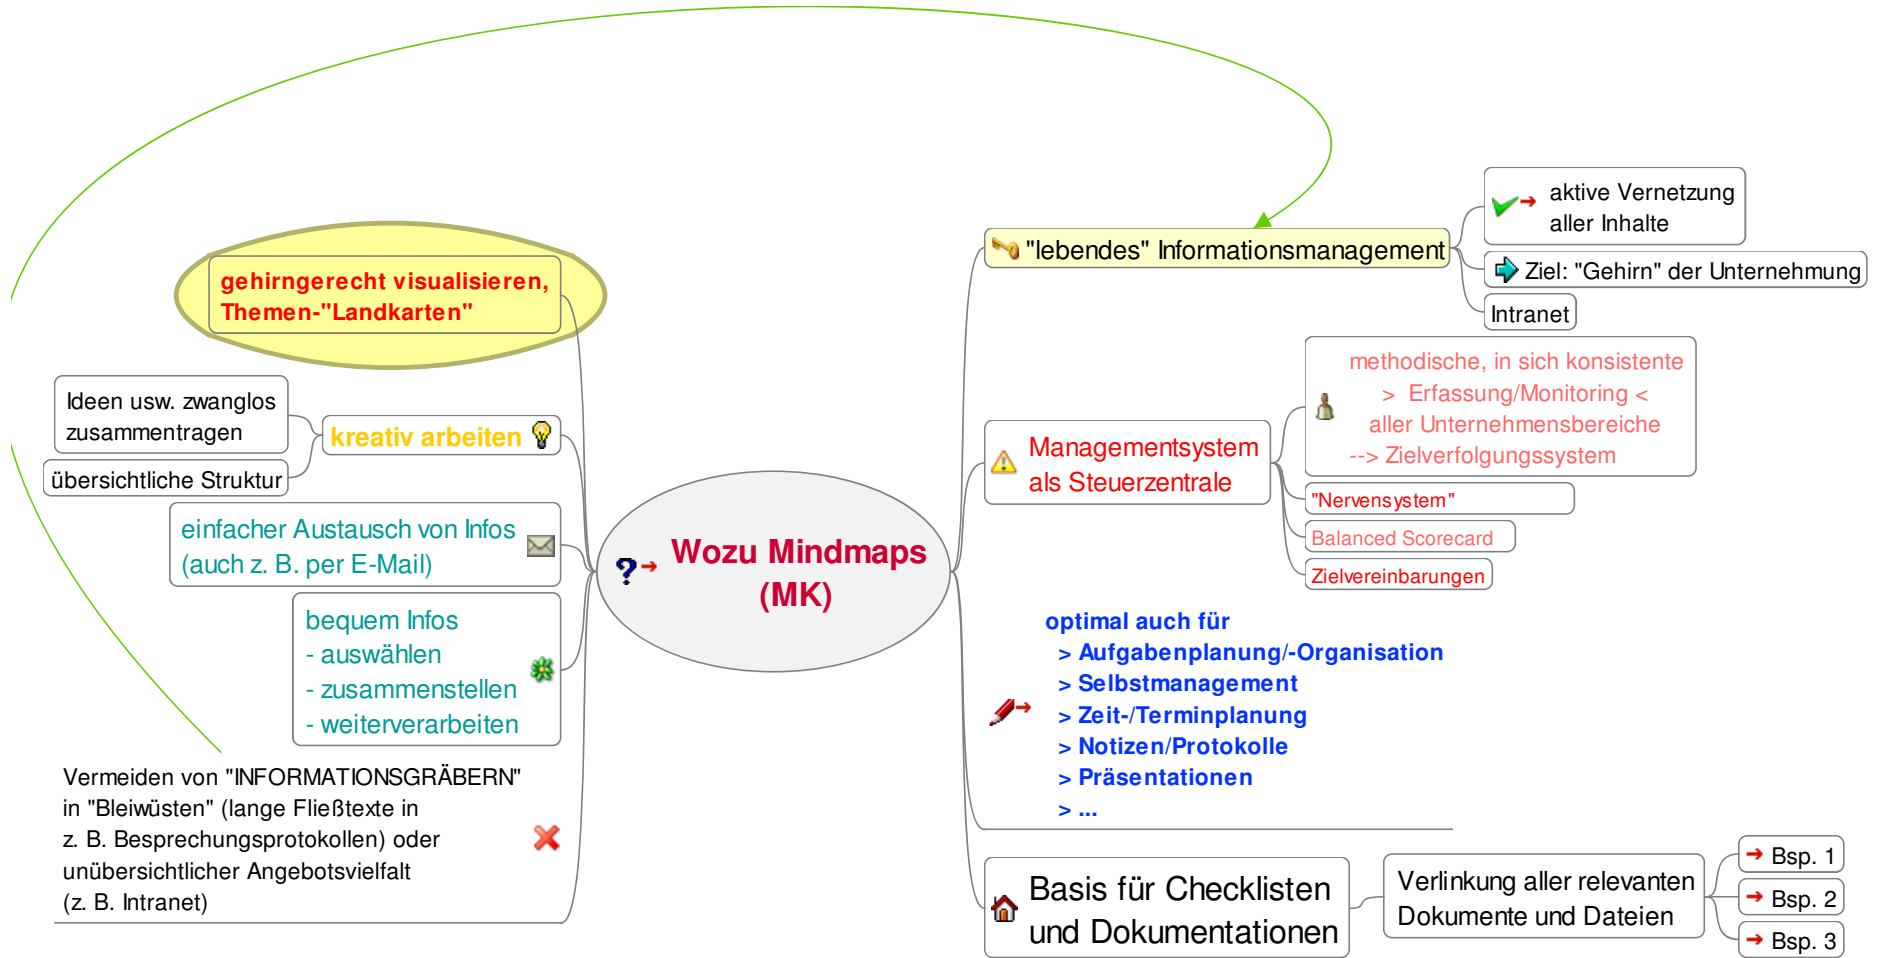 gehirngerecht visualisieren,
Themen-"Landkarten"
Ideen usw. zwanglos
zusammentragen
kreativ arbeiten
übersichtliche Struktur
einfacher Austausch von Infos
(auch z. B. per E-Mail)
bequem Infos
- auswählen
- zusammenstellen
- weiterverarbeiten
Vermeiden von "INFORMATIONSGRÄBERN"
in "Bleiwüsten" (lange Fließtexte in
z. B. Besprechungsprotokollen) oder
unübersichtlicher Angebotsvielfalt
(z. B. Intranet)
? Wozu Mindmaps
(MK)
"lebendes" Informationsmanagement
aktive Vernetzung
aller Inhalte
Ziel: "Gehirn" der Unternehmung
Intranet
Managementsystem
als Steuerzentrale
methodische, in sich konsistente
> Erfassung/Monitoring <
aller Unternehmensbereiche
--> Zielverfolgungssystem
"Nervensystem"
Balanced Scorecard
Zielvereinbarungen
optimal auch für
> Aufgabenplanung/-Organisation
> Selbstmanagement
> Zeit-/Terminplanung
> Notizen/Protokolle
> Präsentationen
> ...
Basis für Checklisten
und Dokumentationen
Verlinkung aller relevanten
Dokumente und Dateien
Bsp. 1
Bsp. 2
Bsp. 3